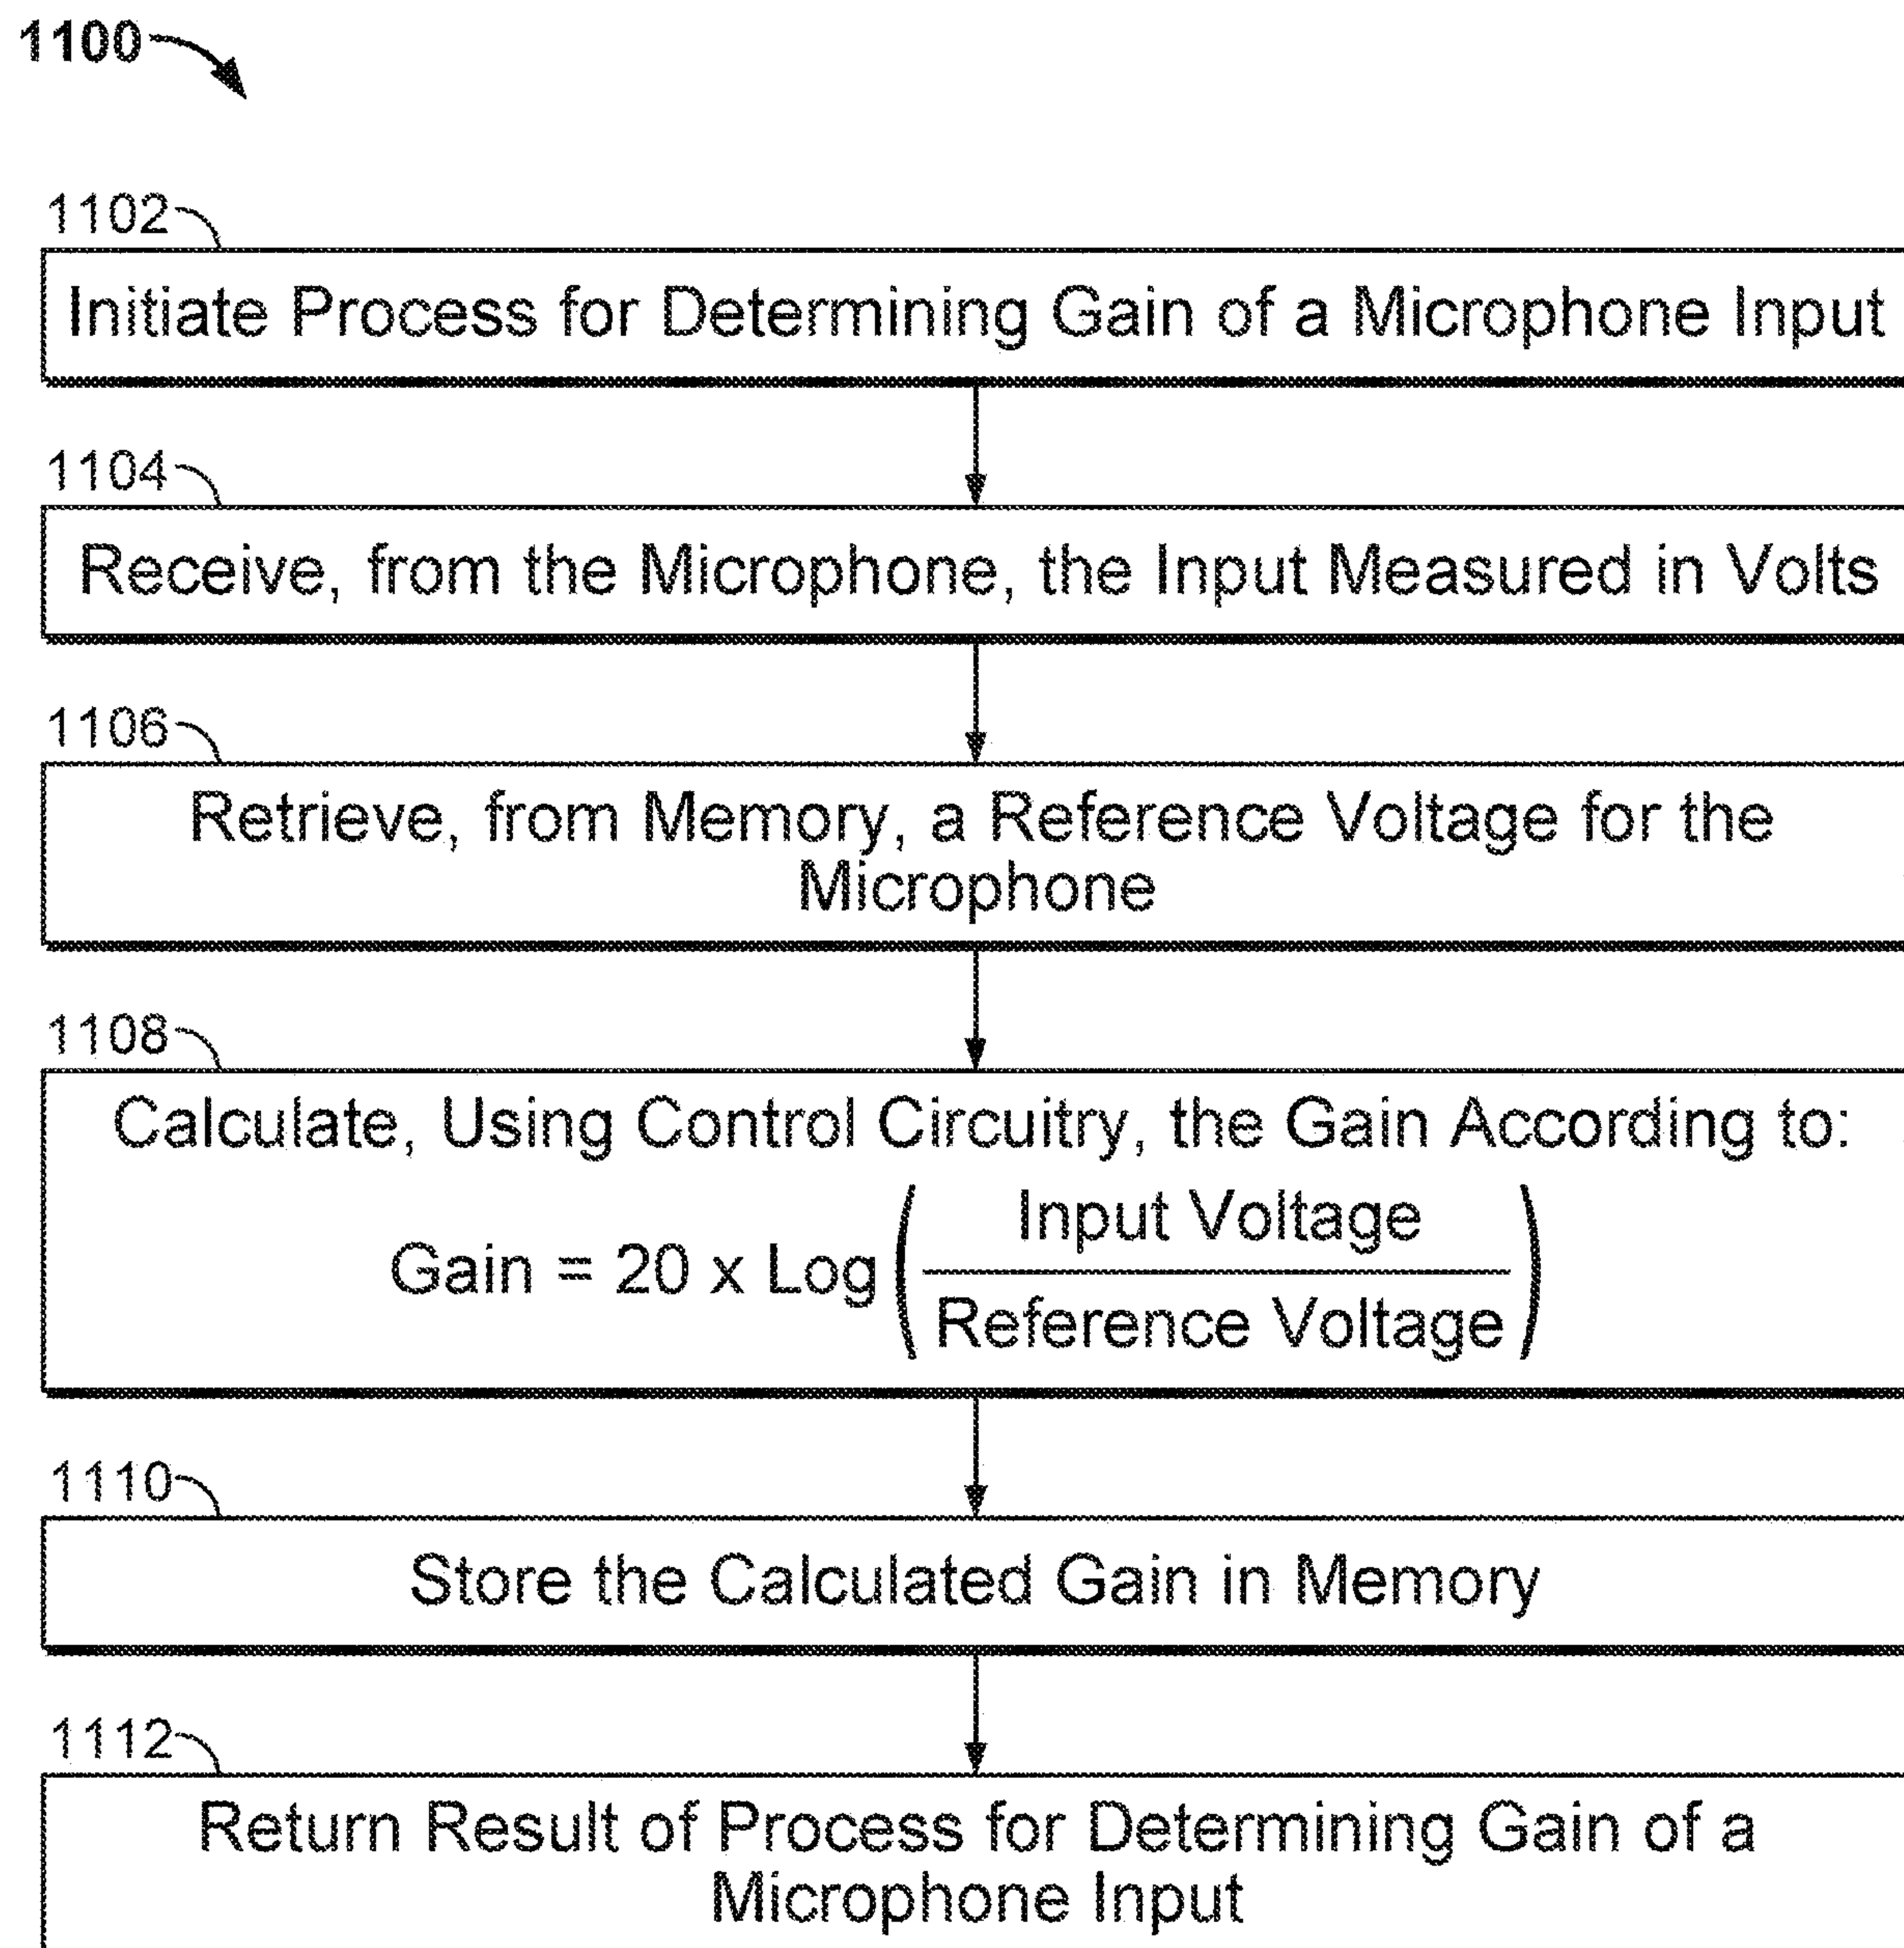 1100
1102
Initiate Process for Determining Gain of a Microphone Input
1104
Receive, from the Microphone, the Input Measured in Volts
1106
Retrieve, from Memory, a Reference Voltage for the
Microphone
1108
Calculate, Using Control Circuitry, the Gain According to:
Gain = 20 x Log ( Input Voltage / Reference Voltage )
1110
Store the Calculated Gain in Memory
1112
Return Result of Process for Determining Gain of a
Microphone Input